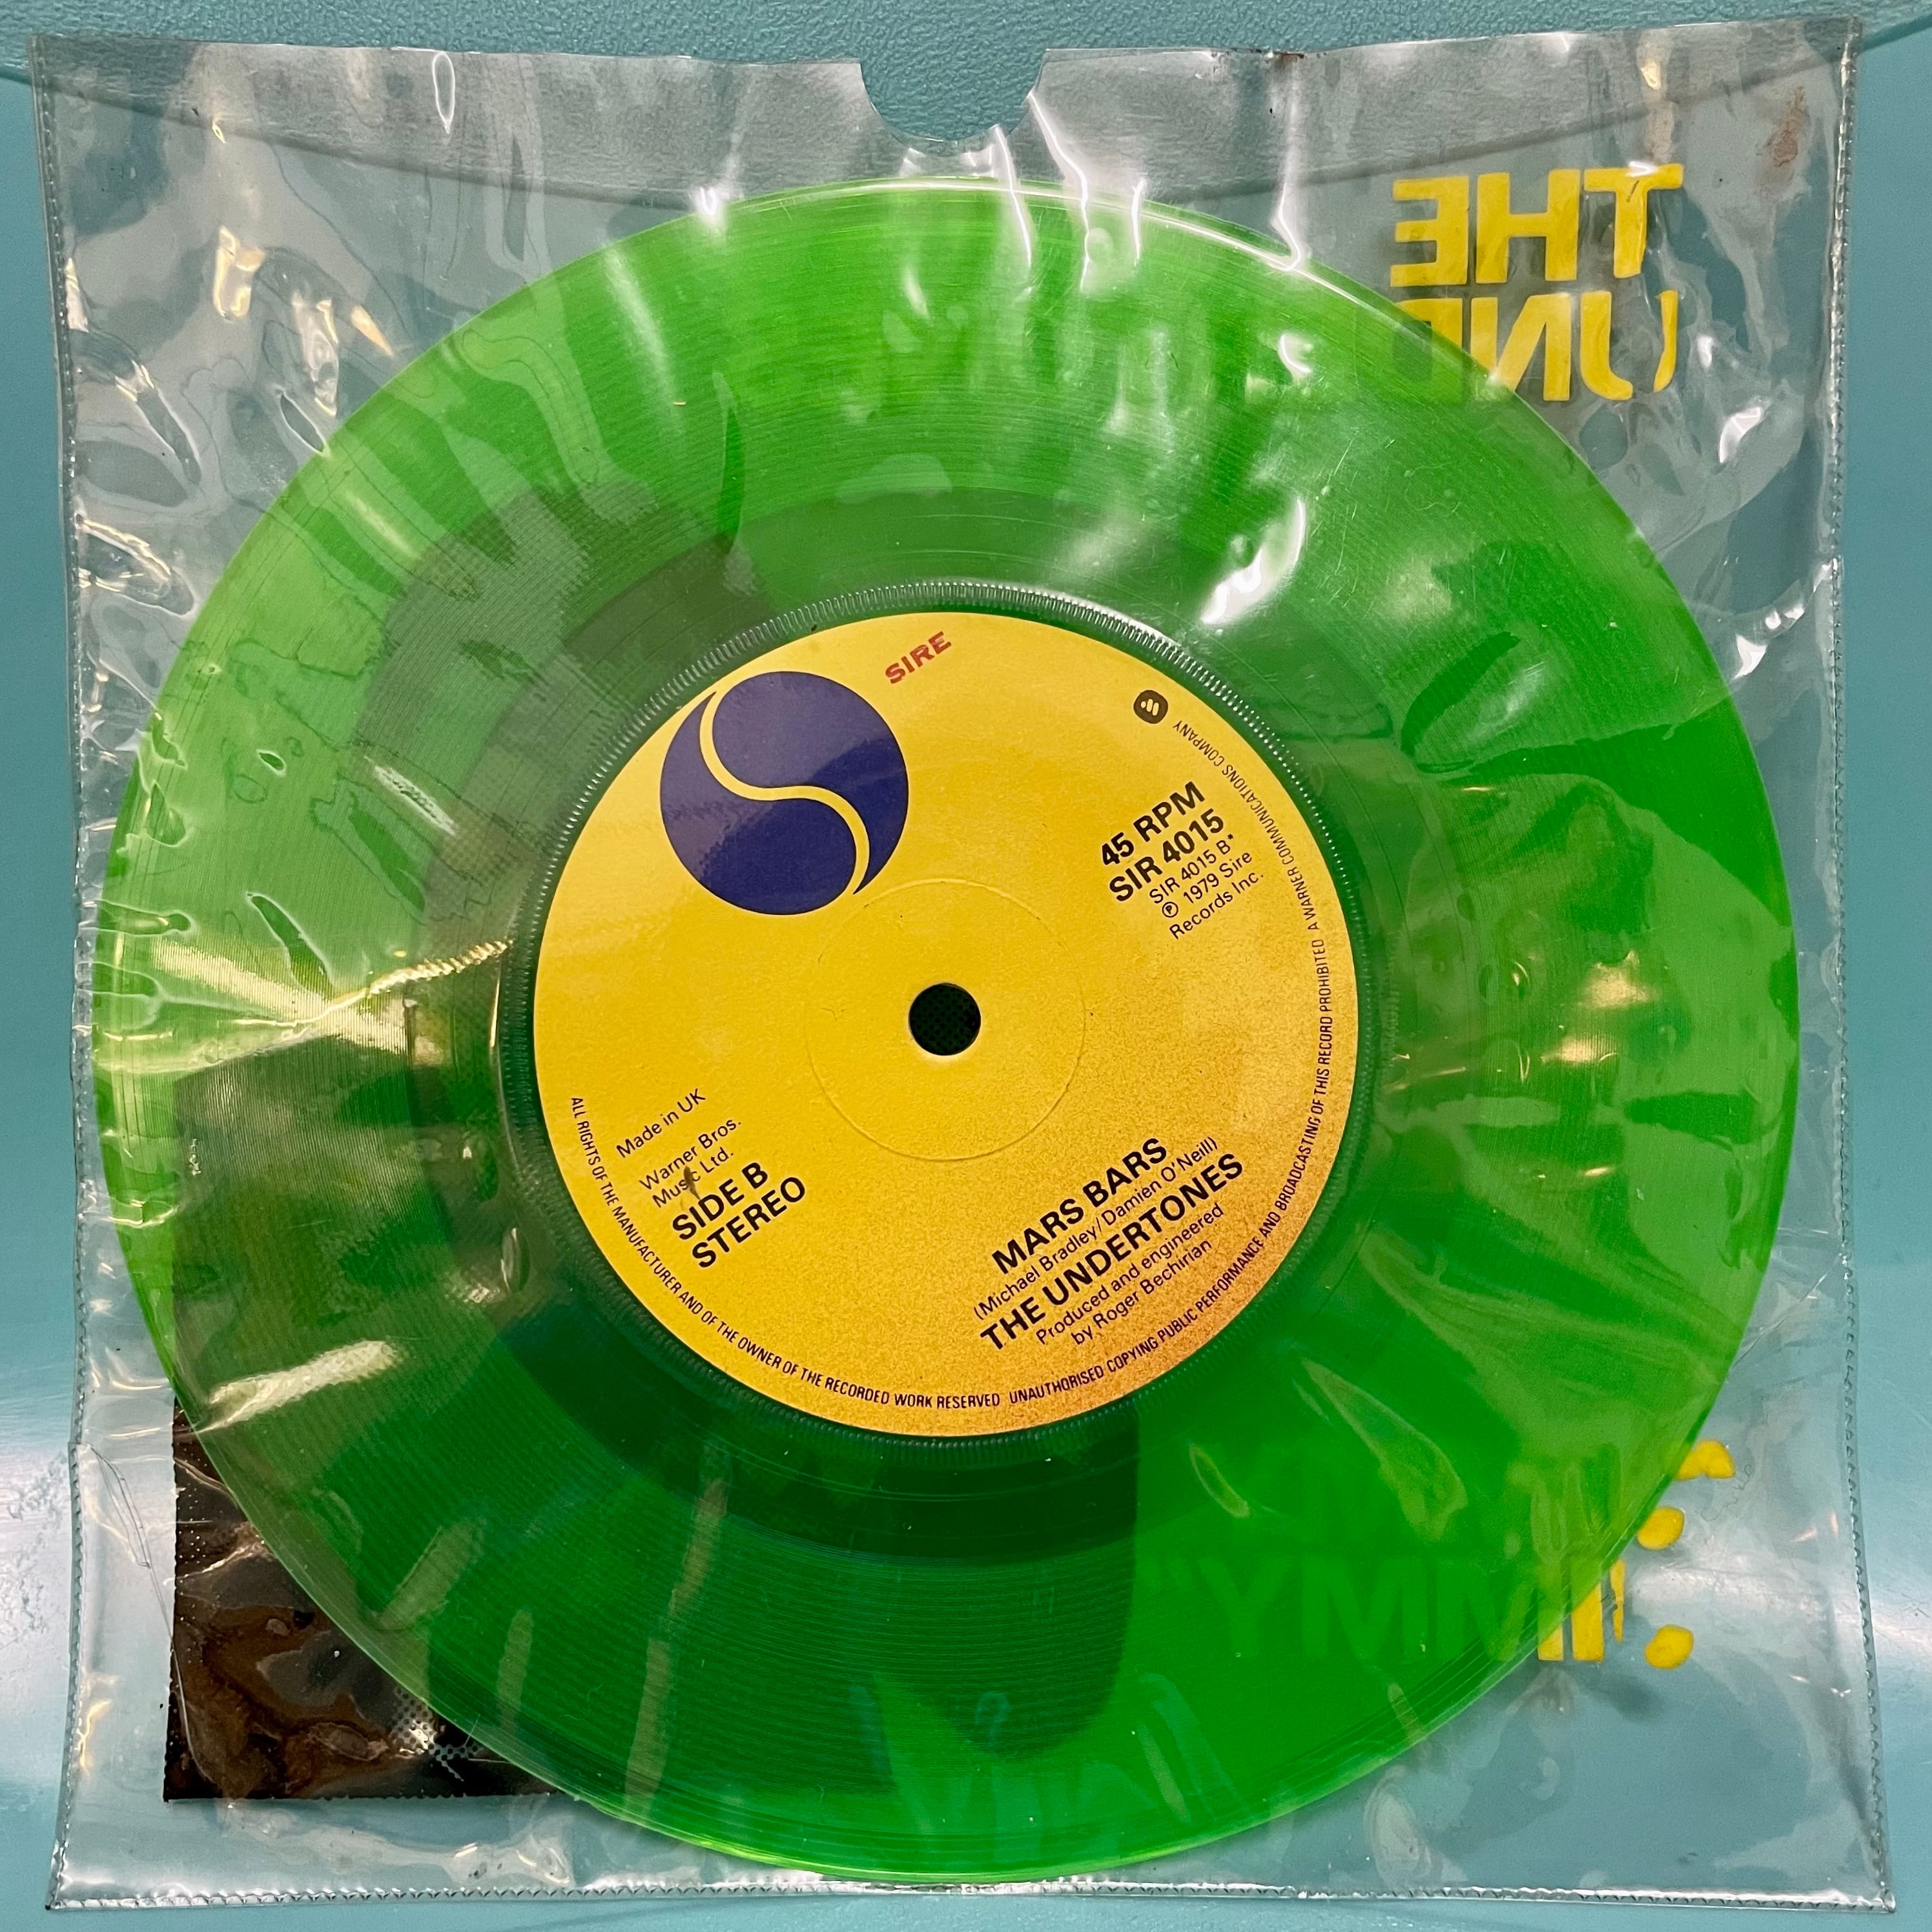 THE
UND
SIRE
A WARNER COMMUNICATIONS COMPANY
45 RPM
SIR 4015
SIR 4015 B*
℗ 1979 Sire
Records Inc.
Made in UK
Warner Bros.
Music Ltd.
SIDE B
STEREO
MARS BARS
(Michael Bradley/Damien O'Neill)
THE UNDERTONES
Produced and engineered
by Roger Bechirian
ALL RIGHTS OF THE MANUFACTURER AND OF THE OWNER OF THE RECORDED WORK RESERVED UNAUTHORISED COPYING PUBLIC PERFORMANCE AND BROADCASTING OF THIS RECORD PROHIBITED
JIMMY